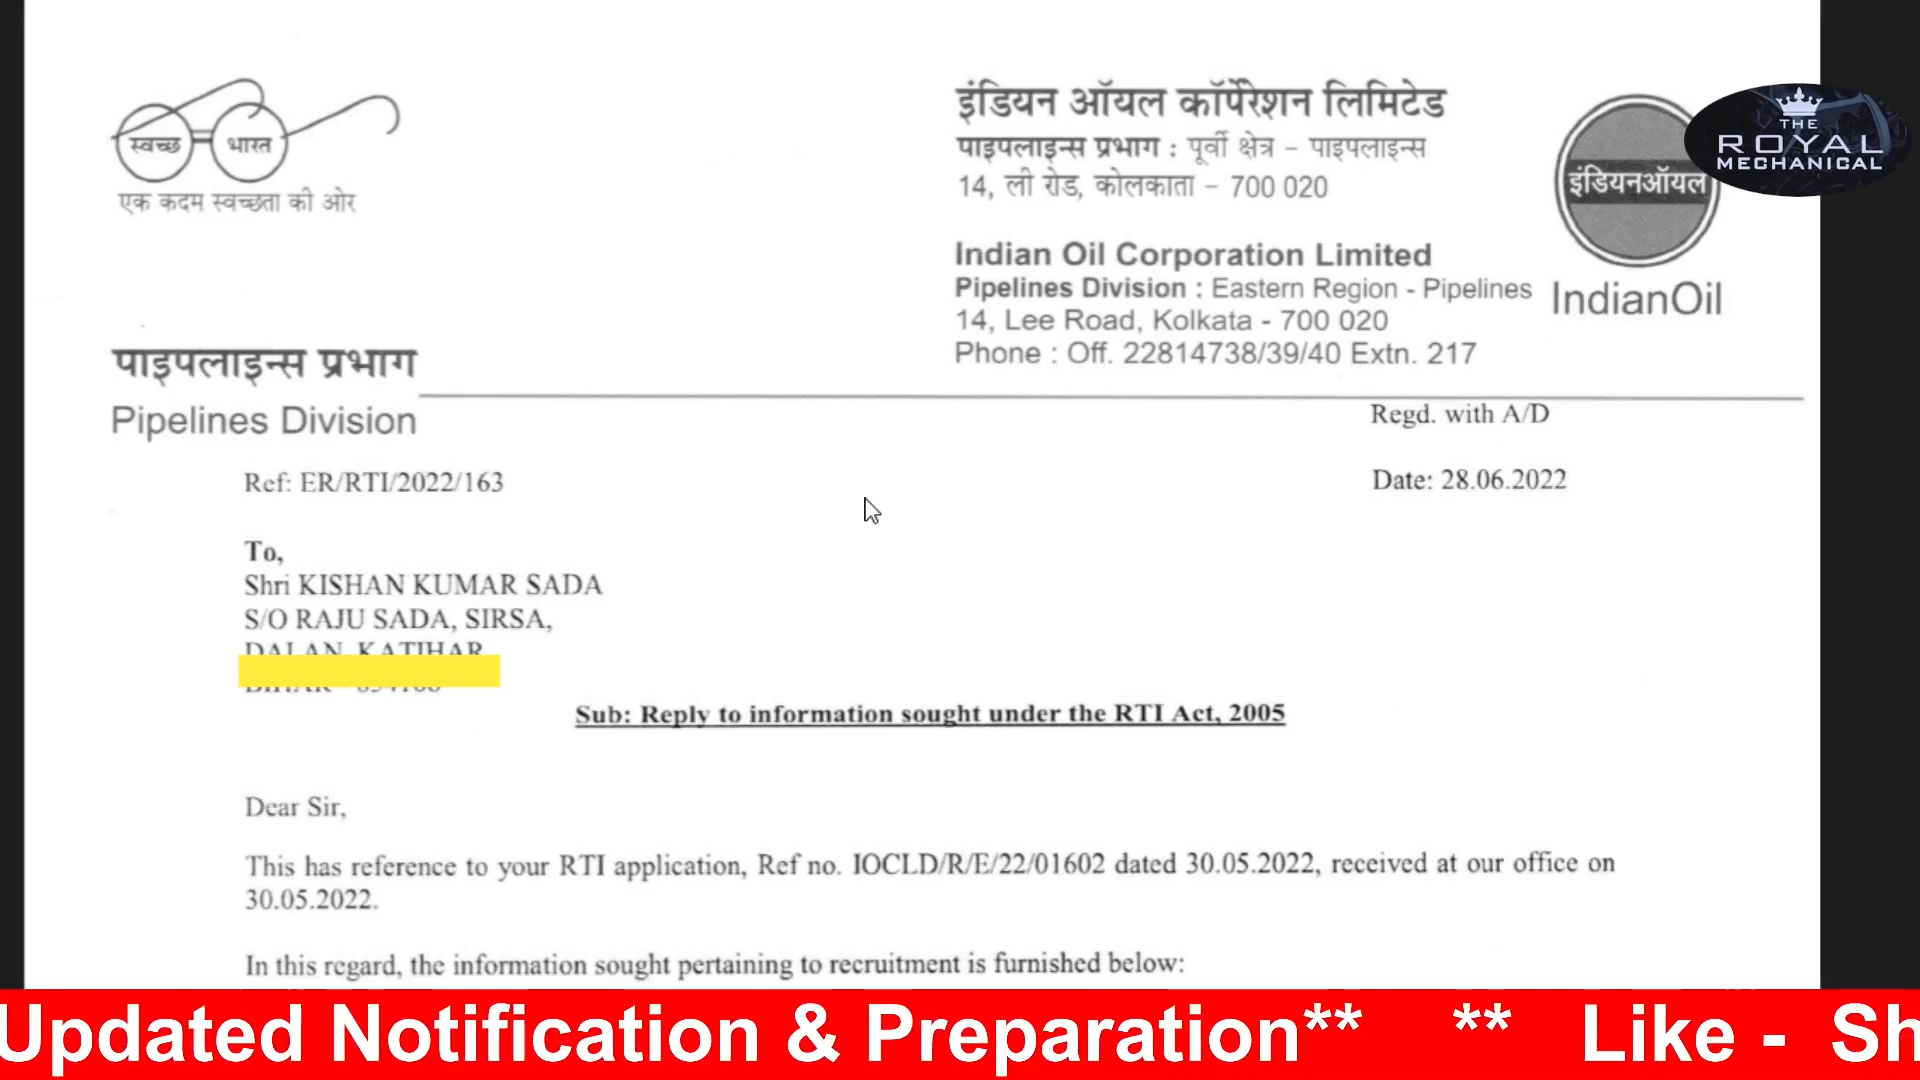 स्वच्छ भारत
एक कदम स्वच्छता की ओर
इंडियन ऑयल कॉर्पोरेशन लिमिटेड
पाइपलाइन्स प्रभाग : पूर्वी क्षेत्र – पाइपलाइन्स
14, ली रोड, कोलकाता – 700 020
Indian Oil Corporation Limited
Pipelines Division : Eastern Region - Pipelines
14, Lee Road, Kolkata - 700 020
Phone : Off. 22814738/39/40 Extn. 217
इंडियनऑयल
IndianOil
THE
ROYAL
MECHANICAL
पाइपलाइन्स प्रभाग
Pipelines Division
Regd. with A/D
Ref: ER/RTI/2022/163
Date: 28.06.2022
To,
Shri KISHAN KUMAR SADA
S/O RAJU SADA, SIRSA,
DALAN, KATIHAR
Sub: Reply to information sought under the RTI Act, 2005
Dear Sir,
This has reference to your RTI application, Ref no. IOCLD/R/E/22/01602 dated 30.05.2022, received at our office on
30.05.2022.
In this regard, the information sought pertaining to recruitment is furnished below:
Updated Notification & Preparation** ** Like - Sh